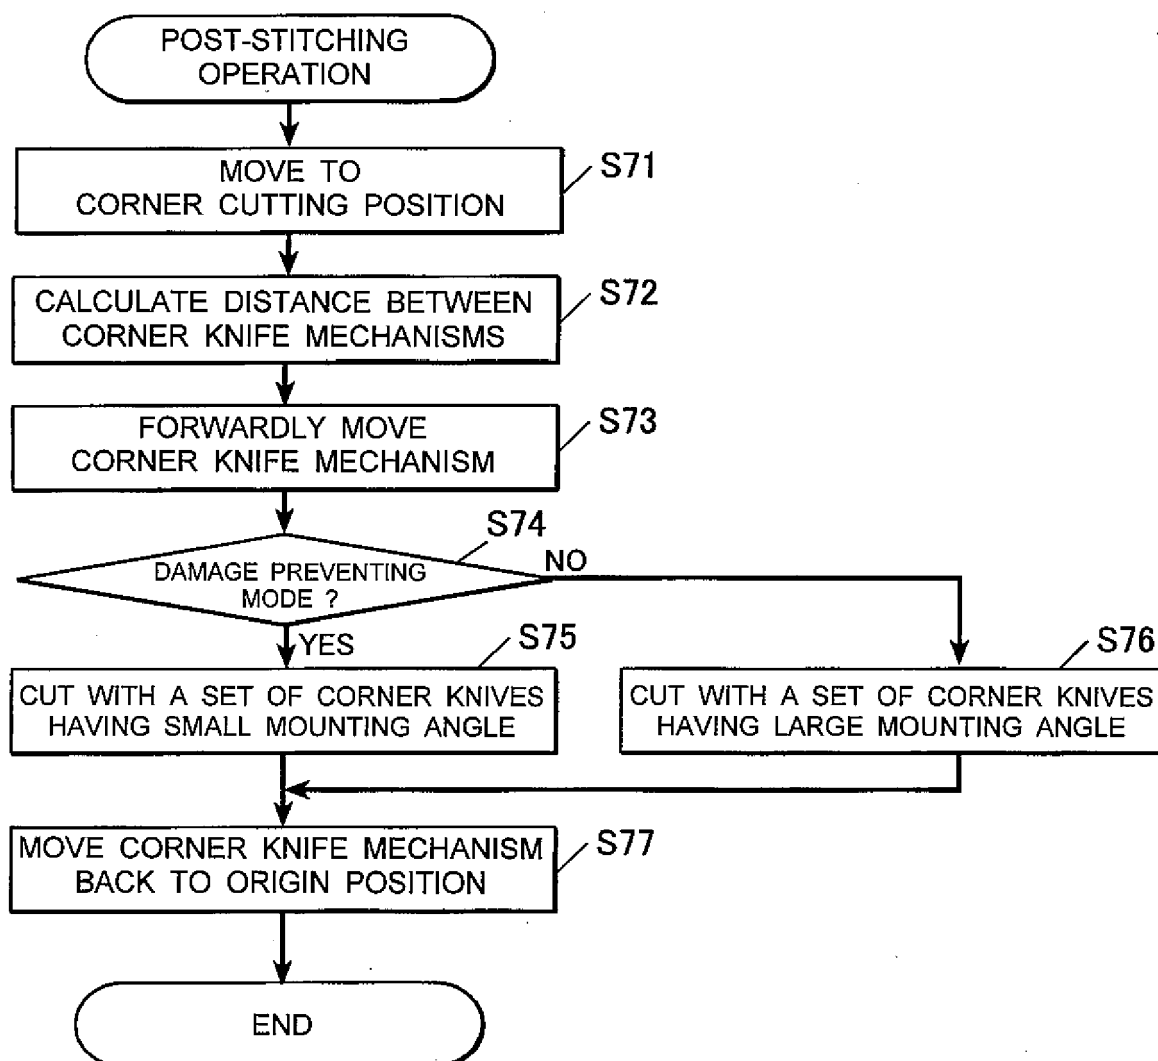 POST-STITCHING
OPERATION
MOVE TO
CORNER CUTTING POSITION
S71
CALCULATE DISTANCE BETWEEN
CORNER KNIFE MECHANISMS
S72
FORWARDLY MOVE
CORNER KNIFE MECHANISM
S73
S74
DAMAGE PREVENTING
MODE ?
NO
YES
S75
CUT WITH A SET OF CORNER KNIVES
HAVING SMALL MOUNTING ANGLE
S76
CUT WITH A SET OF CORNER KNIVES
HAVING LARGE MOUNTING ANGLE
MOVE CORNER KNIFE MECHANISM
BACK TO ORIGIN POSITION
S77
END